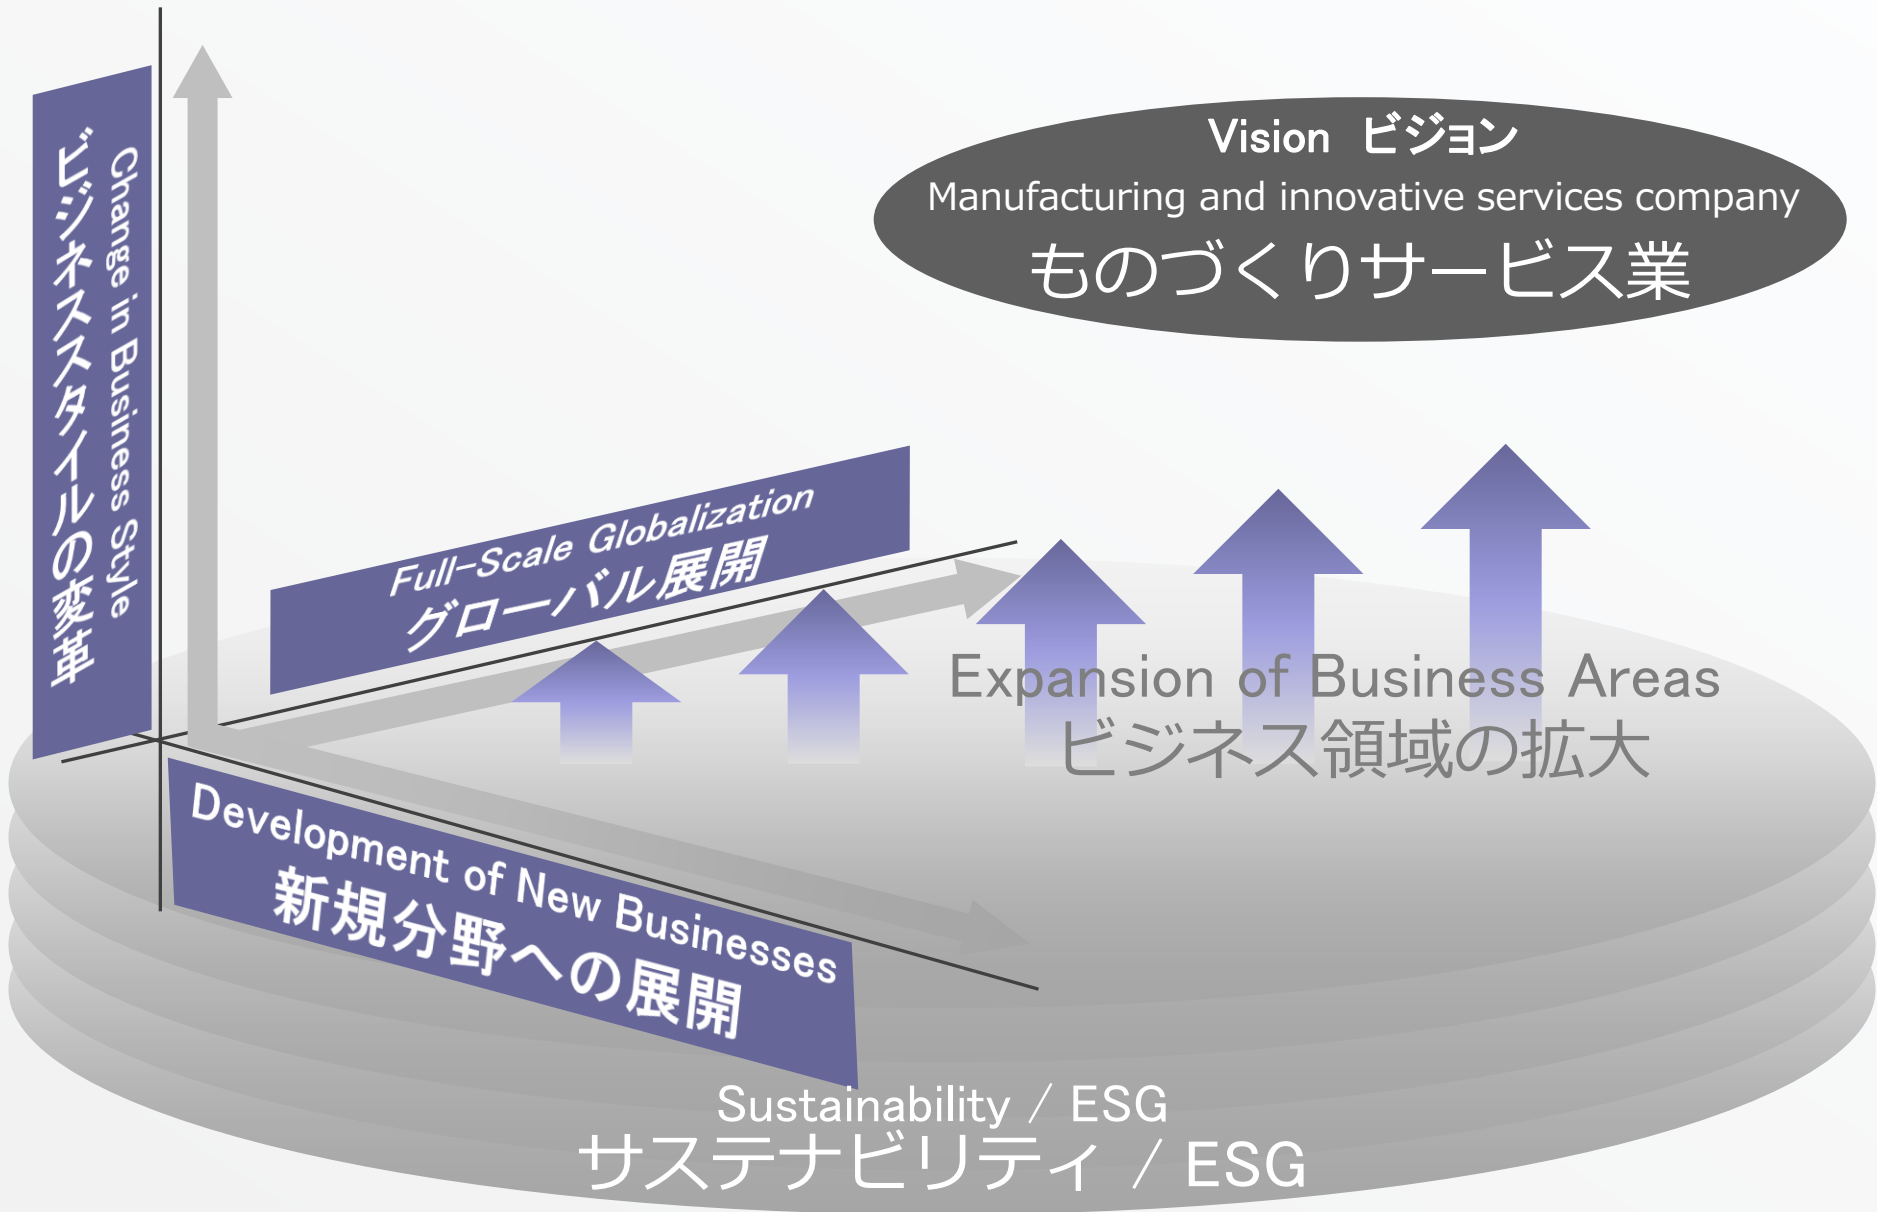 Vision ビジョン
Manufacturing and innovative services company
ものづくりサービス業
Change in Business Style
ビジネススタイルの変革
Full-Scale Globalization
グローバル展開
Expansion of Business Areas
ビジネス領域の拡大
Development of New Businesses
新規分野への展開
Sustainability / ESG
サステナビリティ / ESG